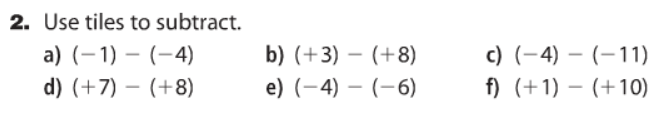 2. Use tiles to subtract.
a) (−1) − (−4) b) (+3) − (+8) c) (−4) − (−11)
d) (+7) − (+8) e) (−4) − (−6) f) (+1) − (+10)